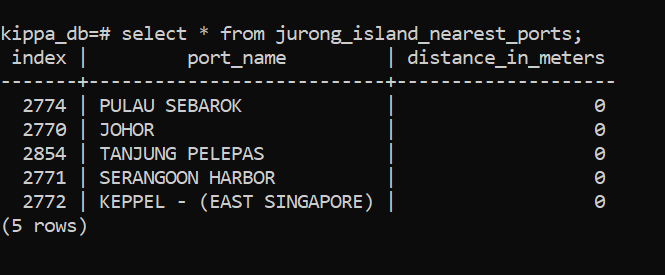 kippa_db=# select * from jurong_island_nearest_ports;
 index |         port_name          | distance_in_meters
-------+----------------------------+--------------------
  2774 | PULAU SEBAROK              |                  0
  2770 | JOHOR                      |                  0
  2854 | TANJUNG PELEPAS            |                  0
  2771 | SERANGOON HARBOR           |                  0
  2772 | KEPPEL - (EAST SINGAPORE) |                  0
(5 rows)